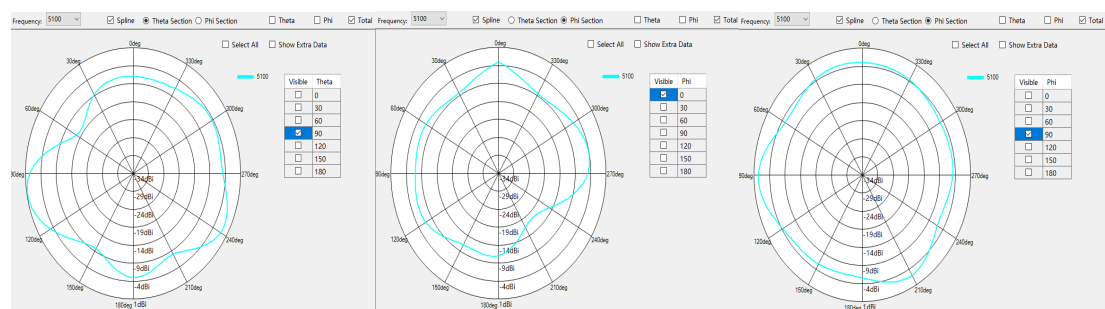 Frequency: 5100 Spline Theta Section Phi Section Theta Phi Total
Select All Show Extra Data
5100
0deg
30deg
330deg
60deg
300deg
270deg
120deg
240deg
150deg
210deg
180deg 1dBi
-34dBi
-29dBi
-24dBi
-19dBi
-14dBi
-9dBi
-4dBi
Visible Theta
0
30
60
90
120
150
180
Frequency: 5100 Spline Theta Section Phi Section Theta Phi Total
Select All Show Extra Data
5100
0deg
30deg
330deg
60deg
300deg
90deg
270deg
120deg
240deg
150deg
210deg
180deg 1dBi
-34dBi
-29dBi
-24dBi
-19dBi
-14dBi
-9dBi
-4dBi
Visible Phi
0
30
60
90
120
150
180
Frequency: 5100 Spline Theta Section Phi Section Theta Phi Total
Select All Show Extra Data
5100
0deg
30deg
330deg
60deg
300deg
90deg
270deg
120deg
240deg
150deg
210deg
180deg 1dBi
-34dBi
-29dBi
-24dBi
-19dBi
-14dBi
-9dBi
-4dBi
Visible Phi
0
30
60
90
120
150
180